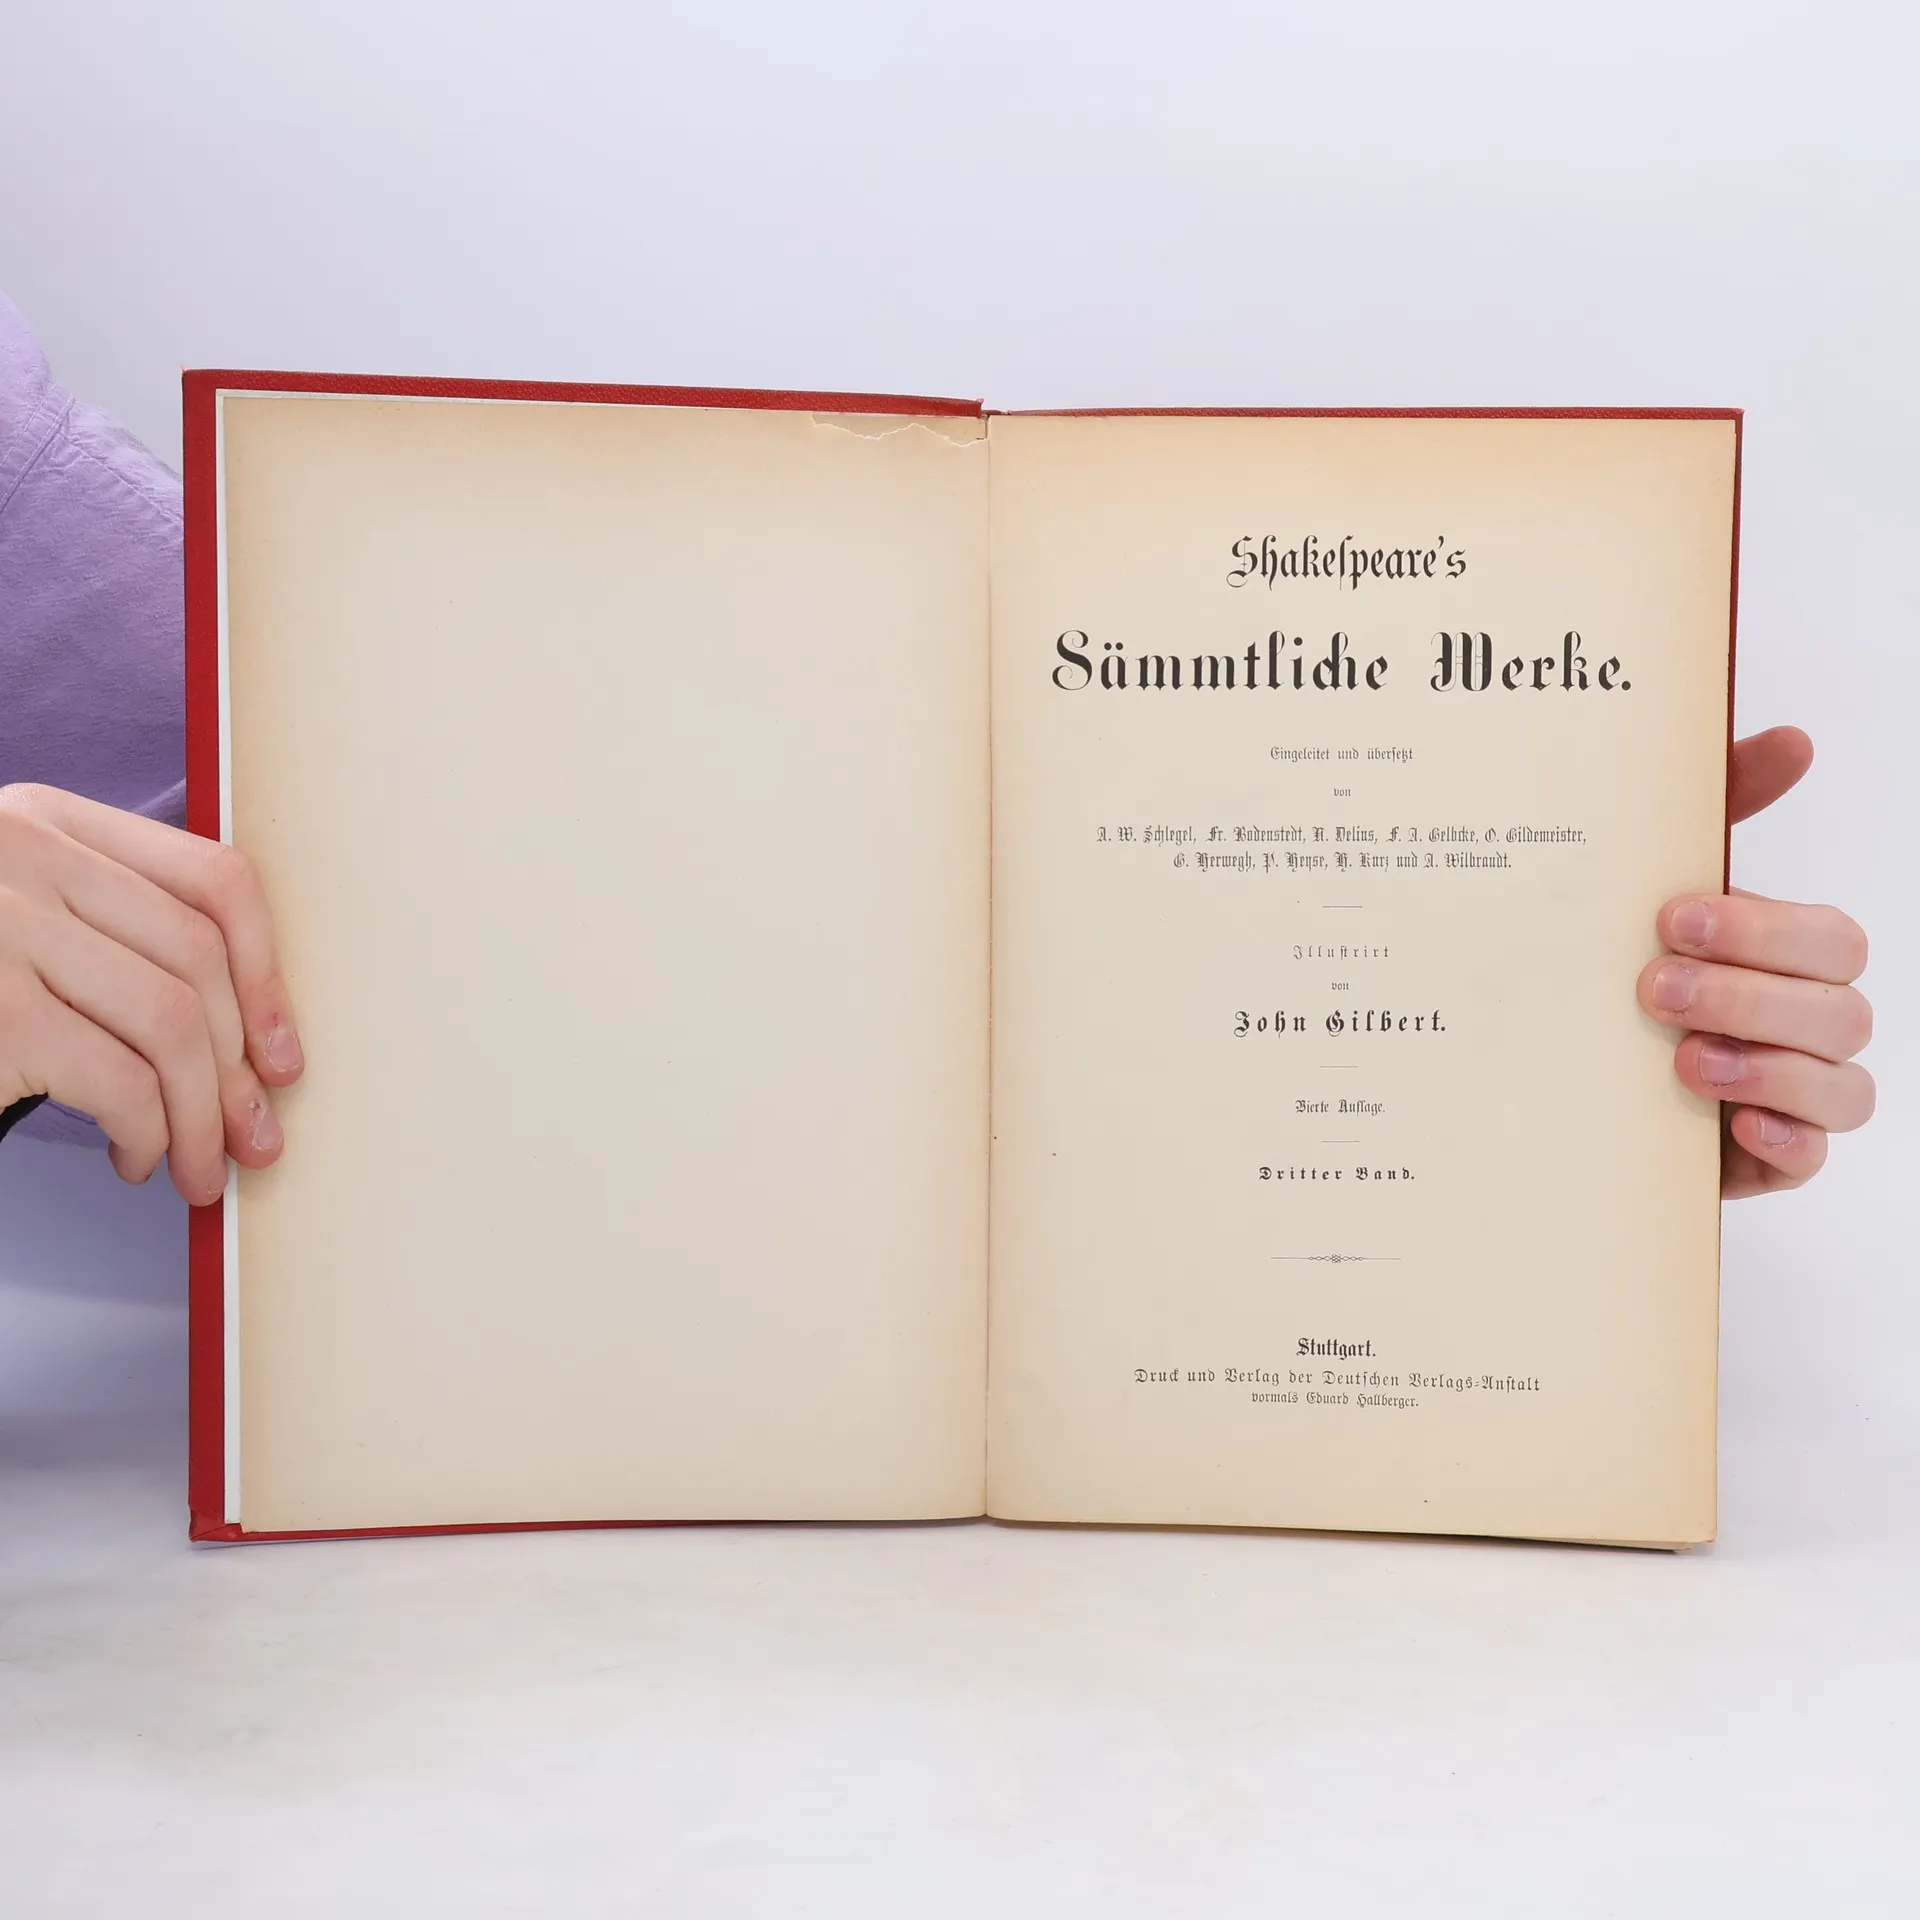 Shakeſpeare's
Sämmtliche Werke.
Eingeleitet und überſetzt
von
A. W. Schlegel, Fr. Bodenstedt, N. Delius, F. A. Gelbcke, O. Gildemeister,
G. Herwegh, P. Heyse, H. Kurz und A. Wilbrandt.
Illuſtrirt
von
John Gilbert.
Vierte Auflage.
Dritter Band.
Stuttgart.
Druck und Verlag der Deutſchen Verlags-Anſtalt
vormals Eduard Hallberger.